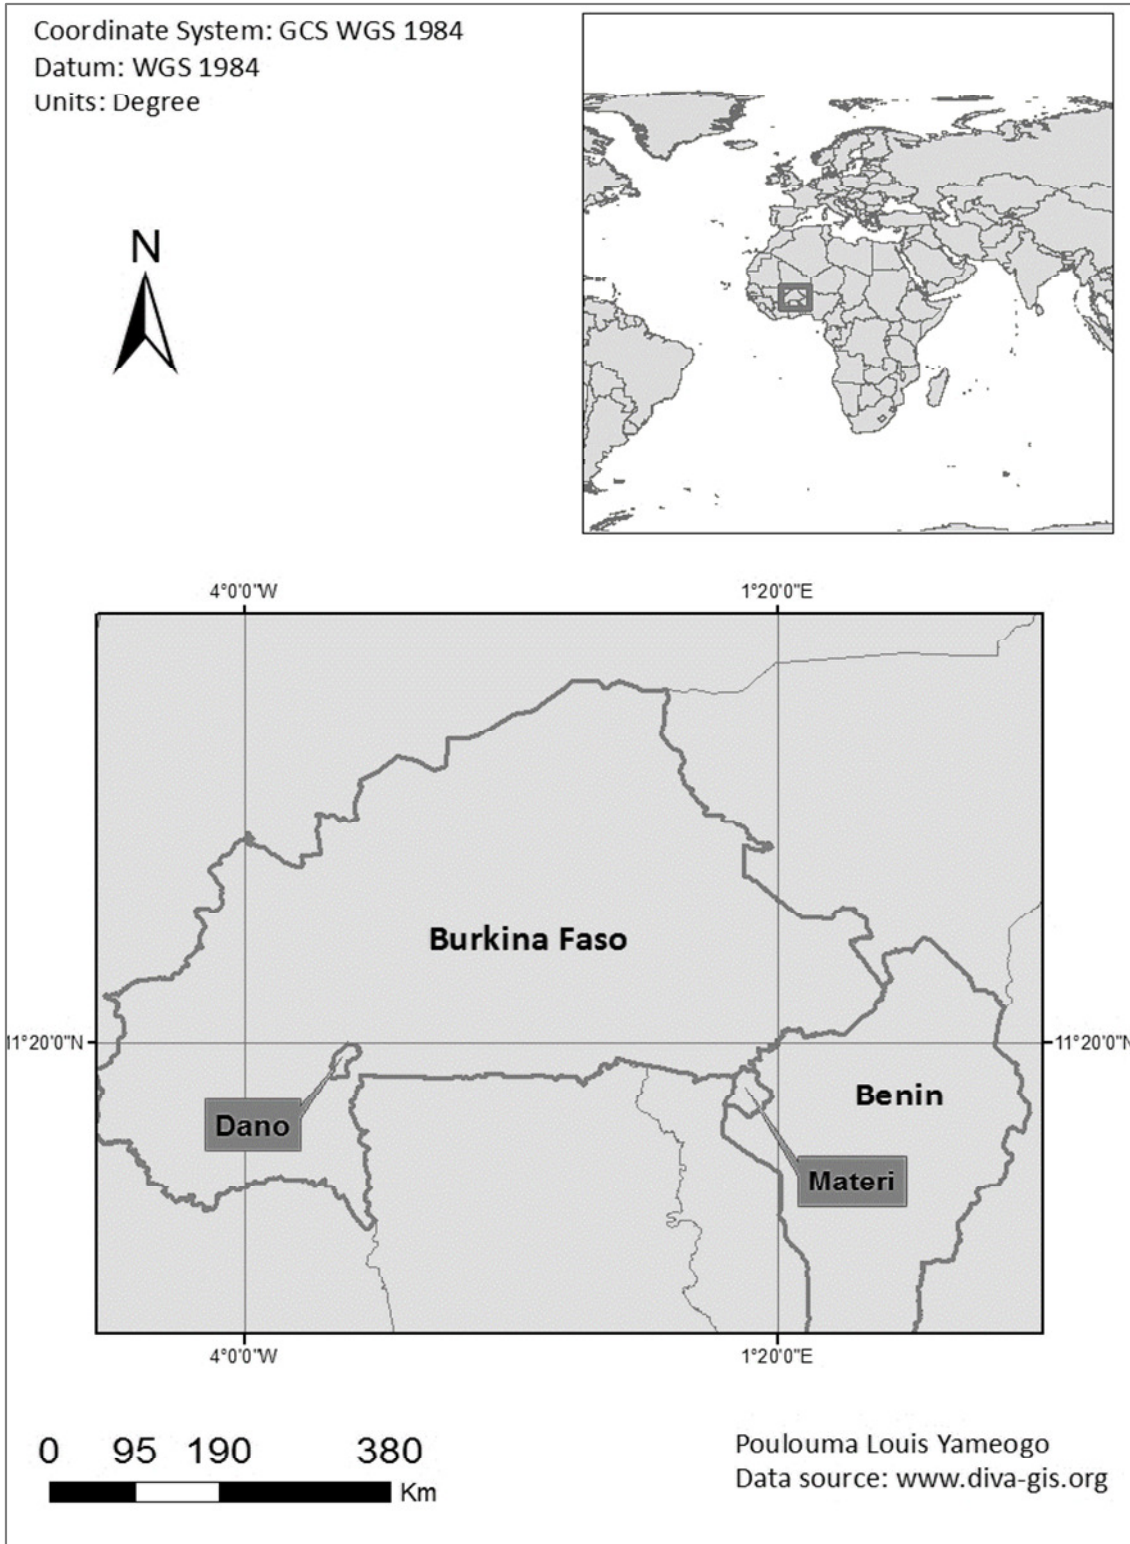 Coordinate System: GCS WGS 1984
Datum: WGS 1984
Units: Degree
N
4°0'0"W 1°20'0"E
Burkina Faso
11°20'0"N 11°20'0"N
Benin
Dano
Materi
4°0'0"W 1°20'0"E
0 95 190 380
Km
Poulouma Louis Yameogo
Data source: www.diva-gis.org